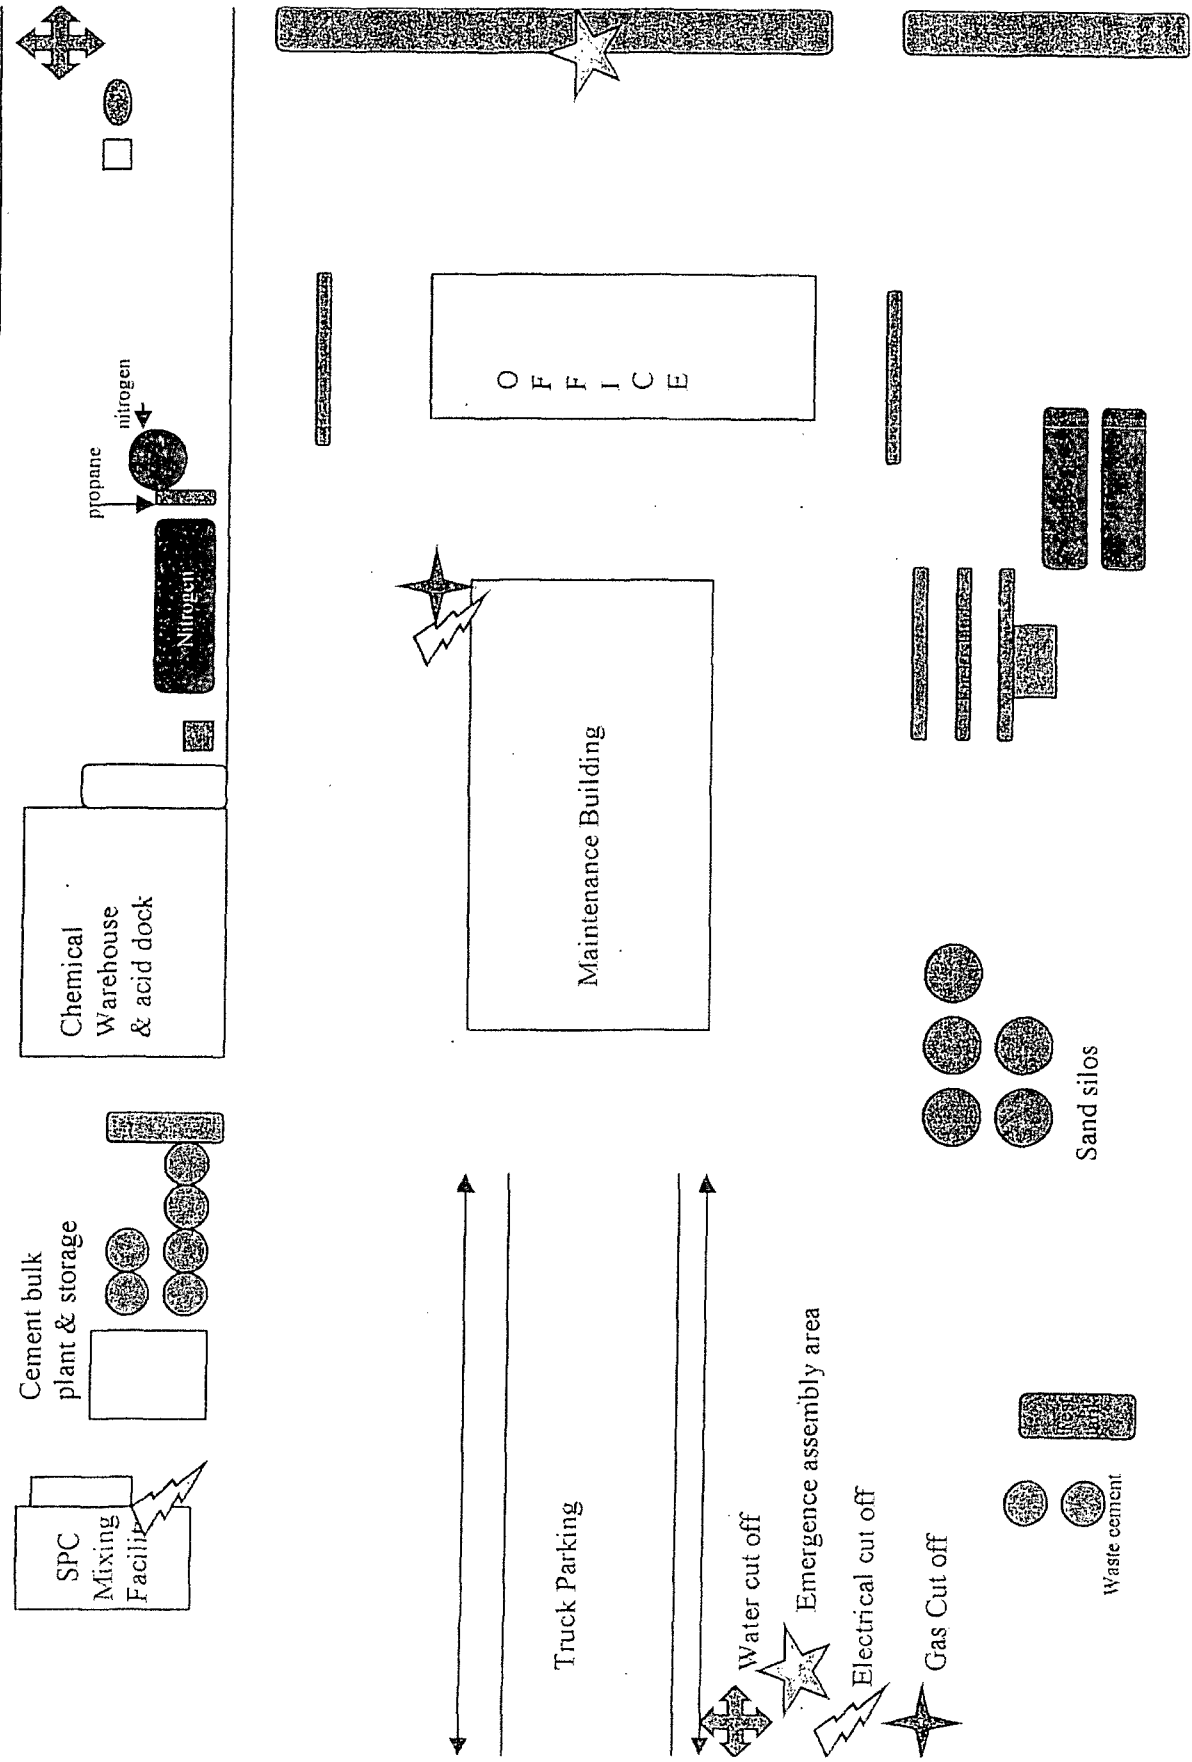 SPC
Mixing
Facilit
Cement bulk
plant & storage
Chemical
Warehouse
& acid dock
Nitrogen
propane
nitrogen
Truck Parking
Maintenance Building
O
F
F
I
C
E
Water cut off
Emergence assembly area
Electrical cut off
Gas Cut off
Waste cement
Sand silos